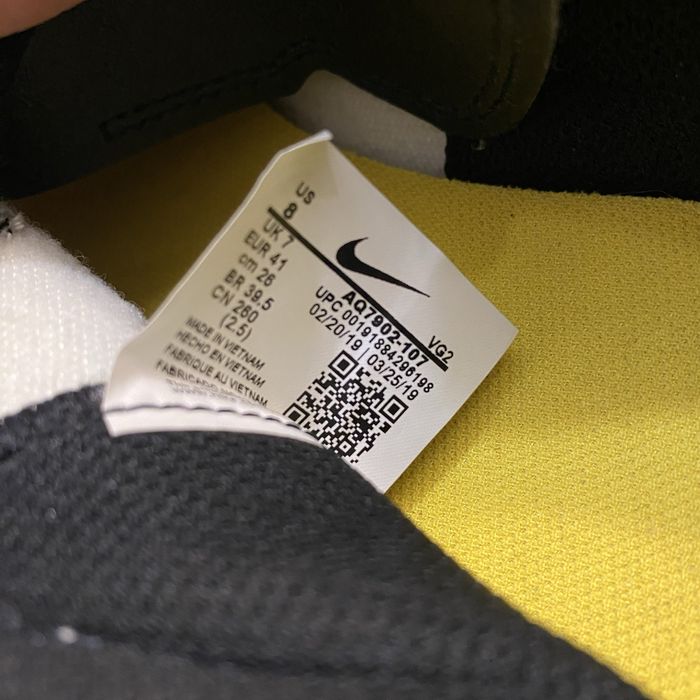 US
8
UK 7
EUR 41
cm 26
BR 39.5
CN 260
(2.5)
MADE IN VIETNAM
HECHO EN VIETNAM
FABRIQUE AU VIETNAM
FABRICADO
VG2
AQ7902-107
UPC 00191884296198
02/20/19 | 03/25/19